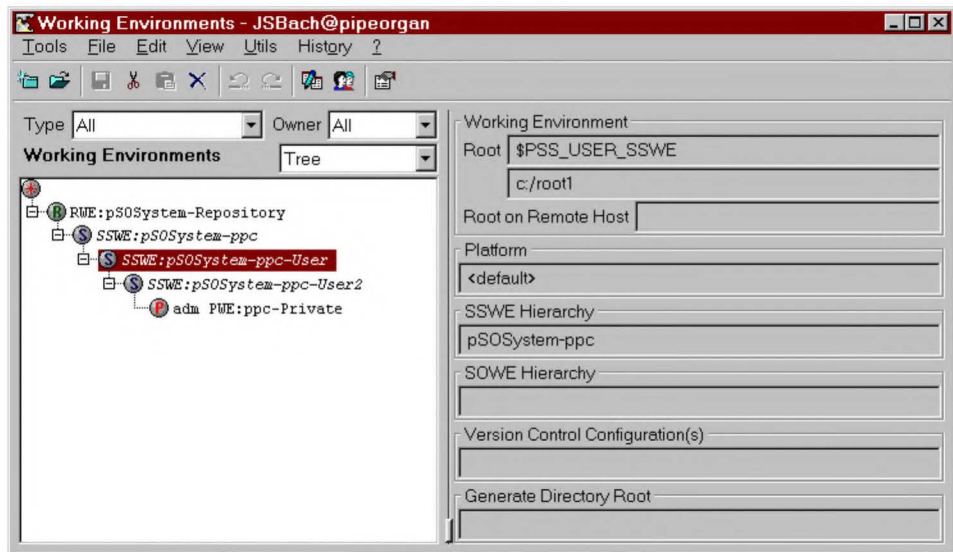 Working Environments - JSBach@pipeorgan
Tools File Edit View Utils History ?
Type All Owner All
Working Environments Tree
RWE:pSOSystem-Repository
SSWE:pSOSystem-ppc
SSWE:pSOSystem-ppc-User
SSWE:pSOSystem-ppc-User2
adm PWE:ppc-Private
Working Environment
Root $PSS_USER_SSWE
c:/root1
Root on Remote Host
Platform
<default>
SSWE Hierarchy
pSOSystem-ppc
SOWE Hierarchy
Version Control Configuration(s)
Generate Directory Root